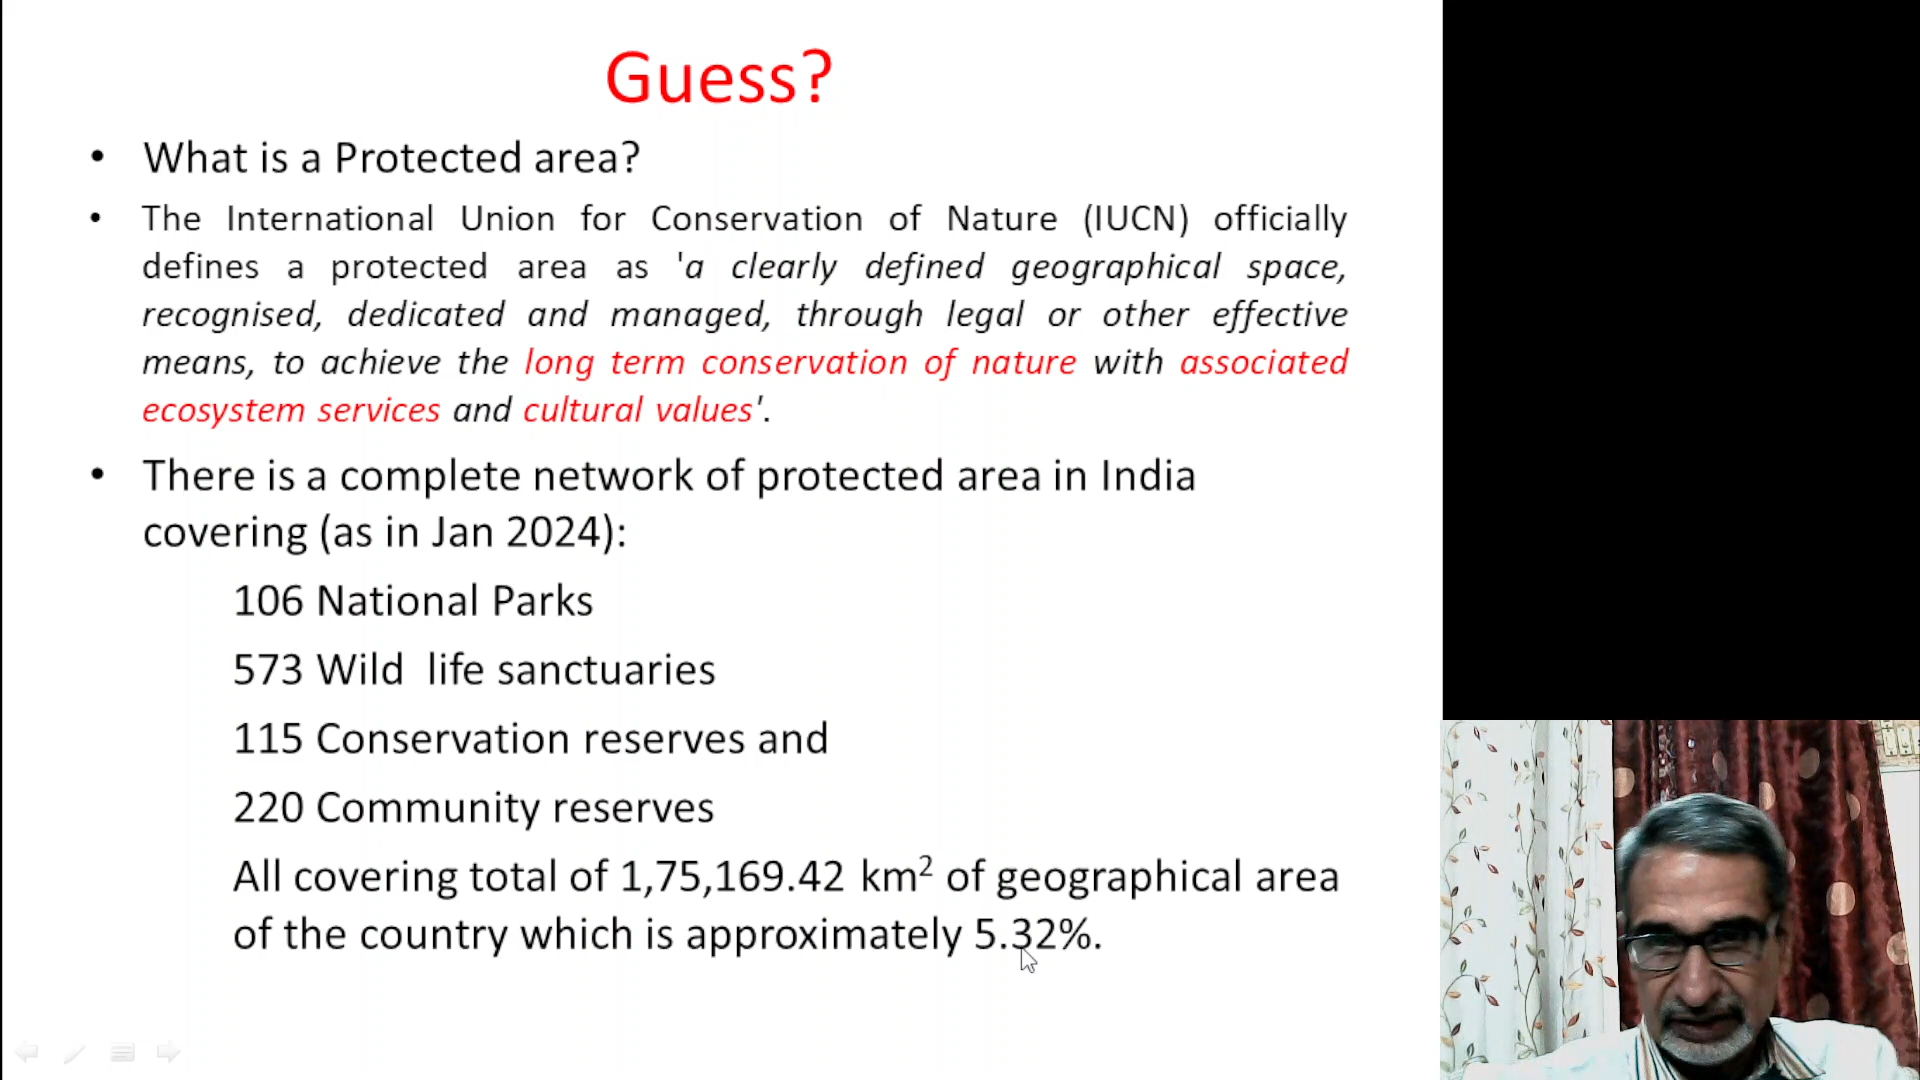 Guess?
• What is a Protected area?
• The International Union for Conservation of Nature (IUCN) officially
defines a protected area as 'a clearly defined geographical space,
recognised, dedicated and managed, through legal or other effective
means, to achieve the long term conservation of nature with associated
ecosystem services and cultural values'.
• There is a complete network of protected area in India
covering (as in Jan 2024):
106 National Parks
573 Wild  life sanctuaries
115 Conservation reserves and
220 Community reserves
All covering total of 1,75,169.42 km² of geographical area
of the country which is approximately 5.32%.